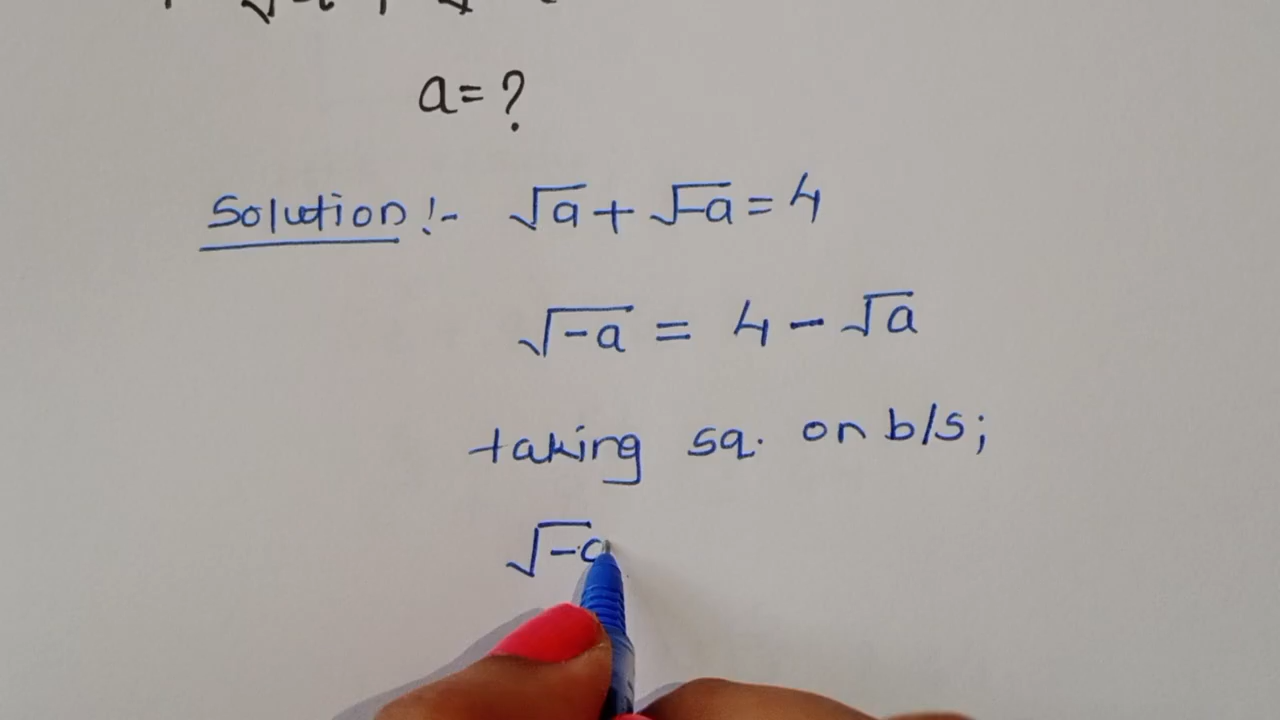 a = ?
Solution :- √a + √-a = 4
√-a = 4 - √a
taking sq. on b/s;
√-a